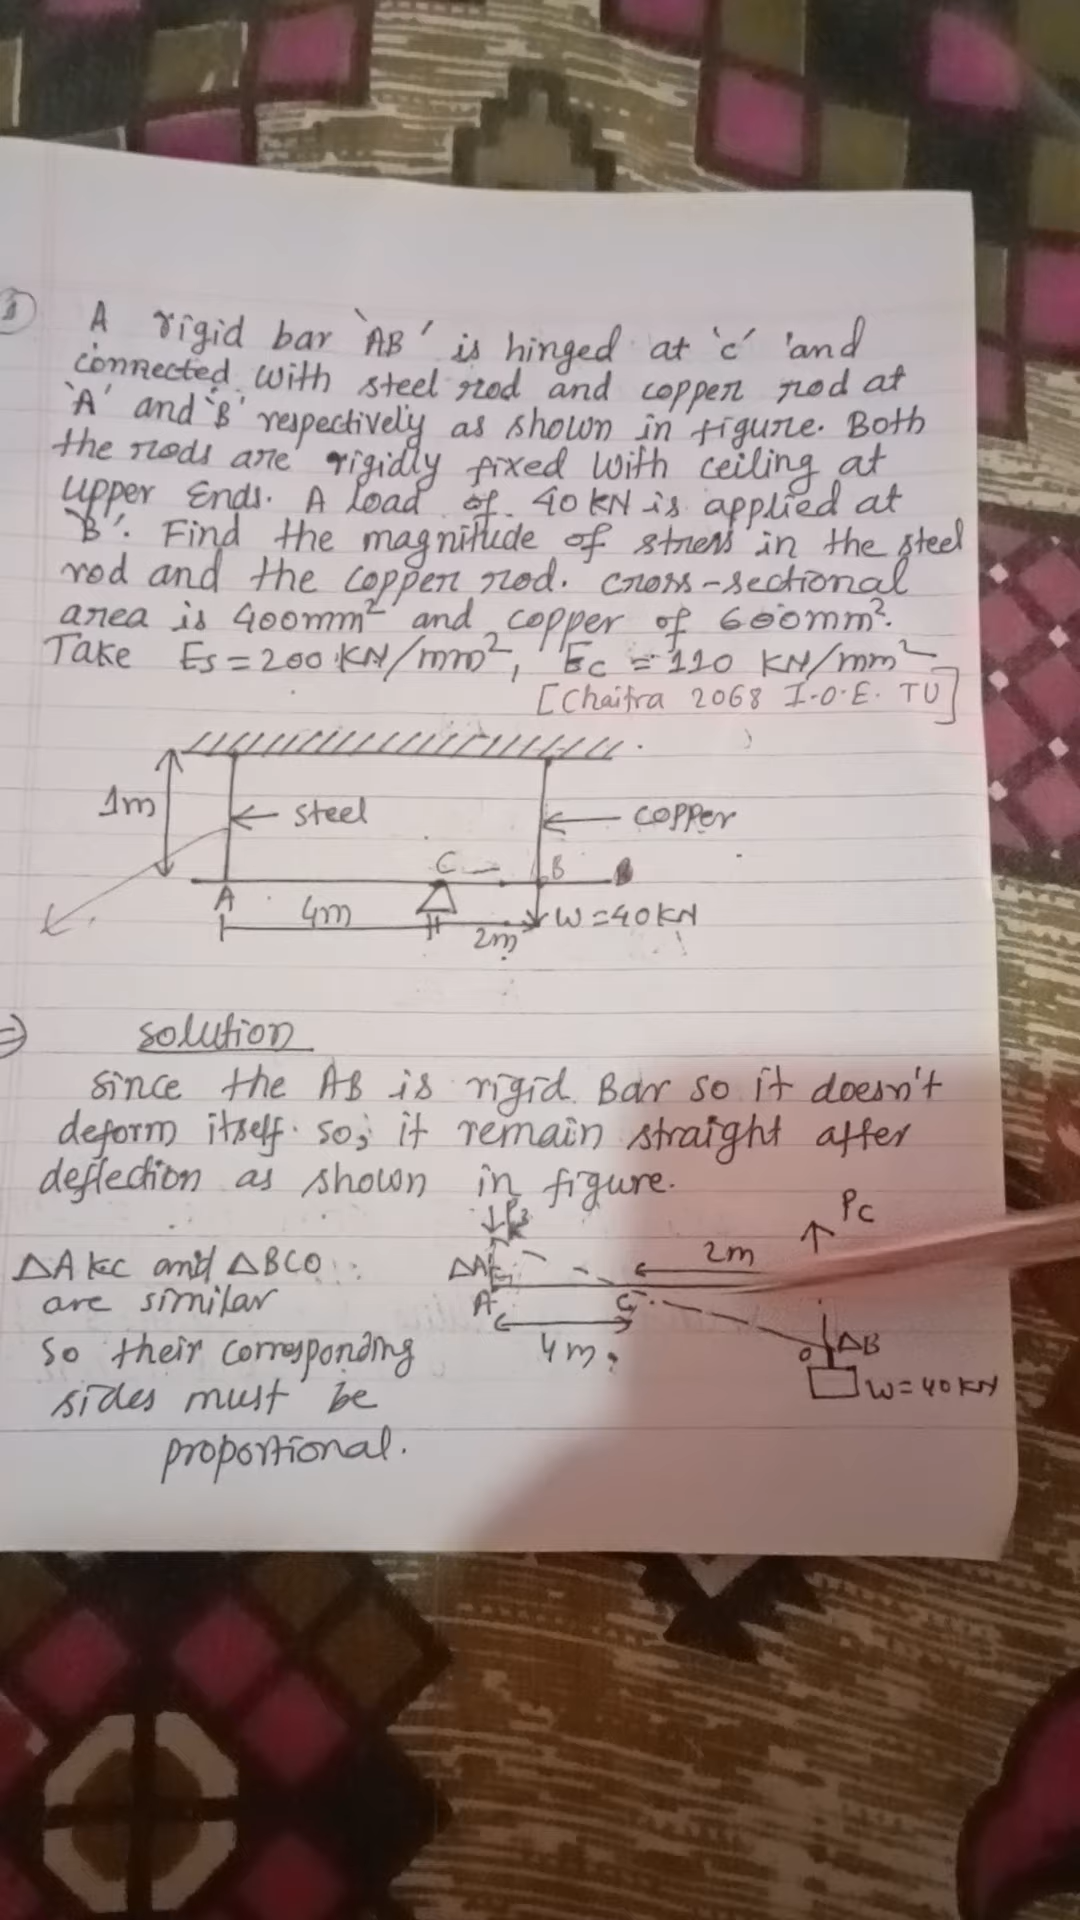 1
A rigid bar `AB' is hinged at 'c' 'and
connected with steel rod and copper rod at
`A' and `B' respectively as shown in figure. Both
the rods are rigidly fixed with ceiling at
upper Ends. A load of 40 KN is applied at
`B'. Find the magnitude of stress in the steel
rod and the copper rod. cross-sectional
area is 400mm² and copper of 600mm².
Take Es = 200 KN/mm², Ec = 110 KN/mm²
[Chaitra 2068 I.O.E. TU]
1m
steel
copper
C
B
A
4m
2m
W=40KN
=) solution
since the AB is rigid Bar so it doesn't
deform itself. so; it remain straight after
deflection as shown in figure.
Pc
2m
ΔAKC and ΔBCO
are similar
so their corresponding
sides must be
proportional.
ΔA
A
C
4m
O
ΔB
W=40KN